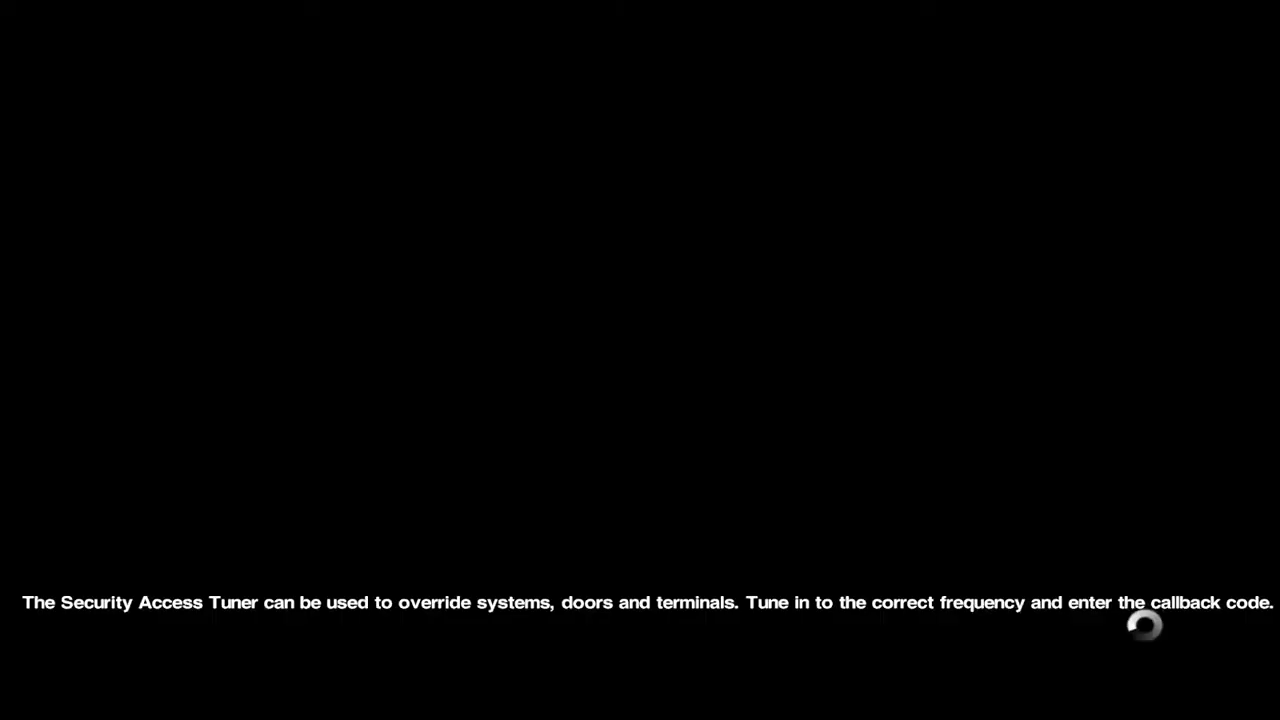 The Security Access Tuner can be used to override systems, doors and terminals. Tune in to the correct frequency and enter the callback code.